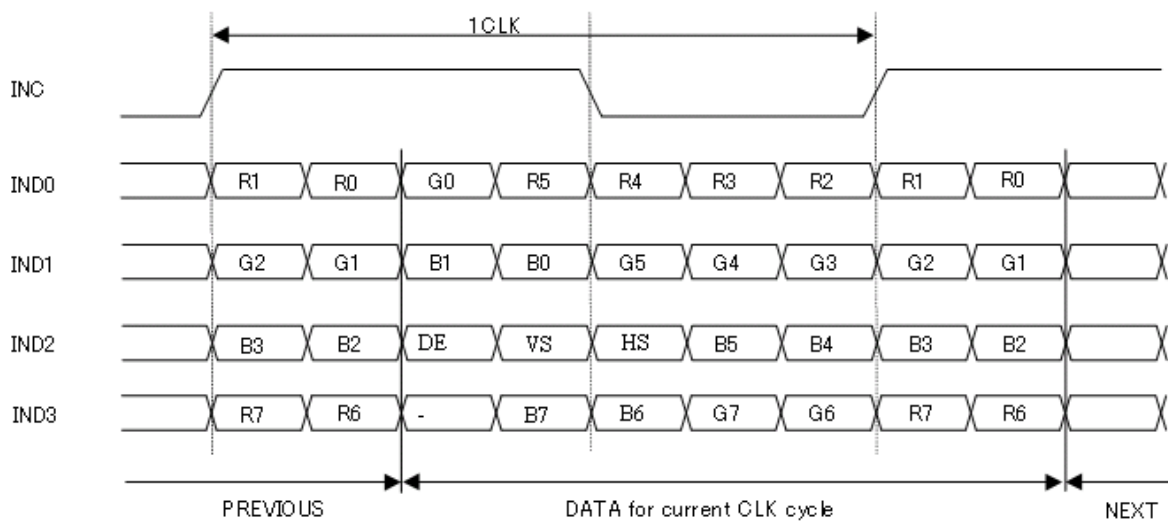 1CLK
INC
IND0 R1 R0 G0 R5 R4 R3 R2 R1 R0
IND1 G2 G1 B1 B0 G5 G4 G3 G2 G1
IND2 B3 B2 DE VS HS B5 B4 B3 B2
IND3 R7 R6 - B7 B6 G7 G6 R7 R6
PREVIOUS DATA for current CLK cycle NEXT